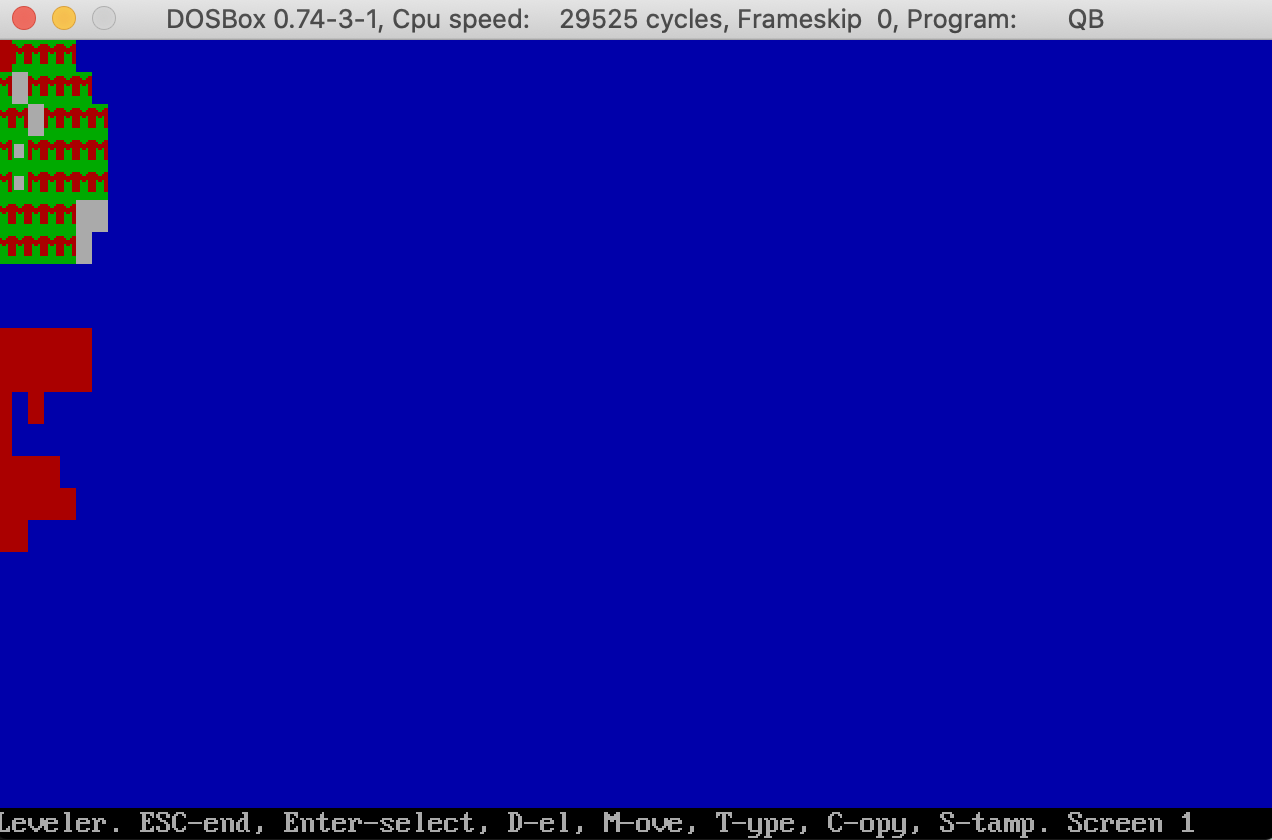 DOSBox 0.74-3-1, Cpu speed: 29525 cycles, Frameskip 0, Program: QB
Leveler. ESC-end, Enter-select, D-el, M-ove, T-ype, C-opy, S-tamp. Screen 1